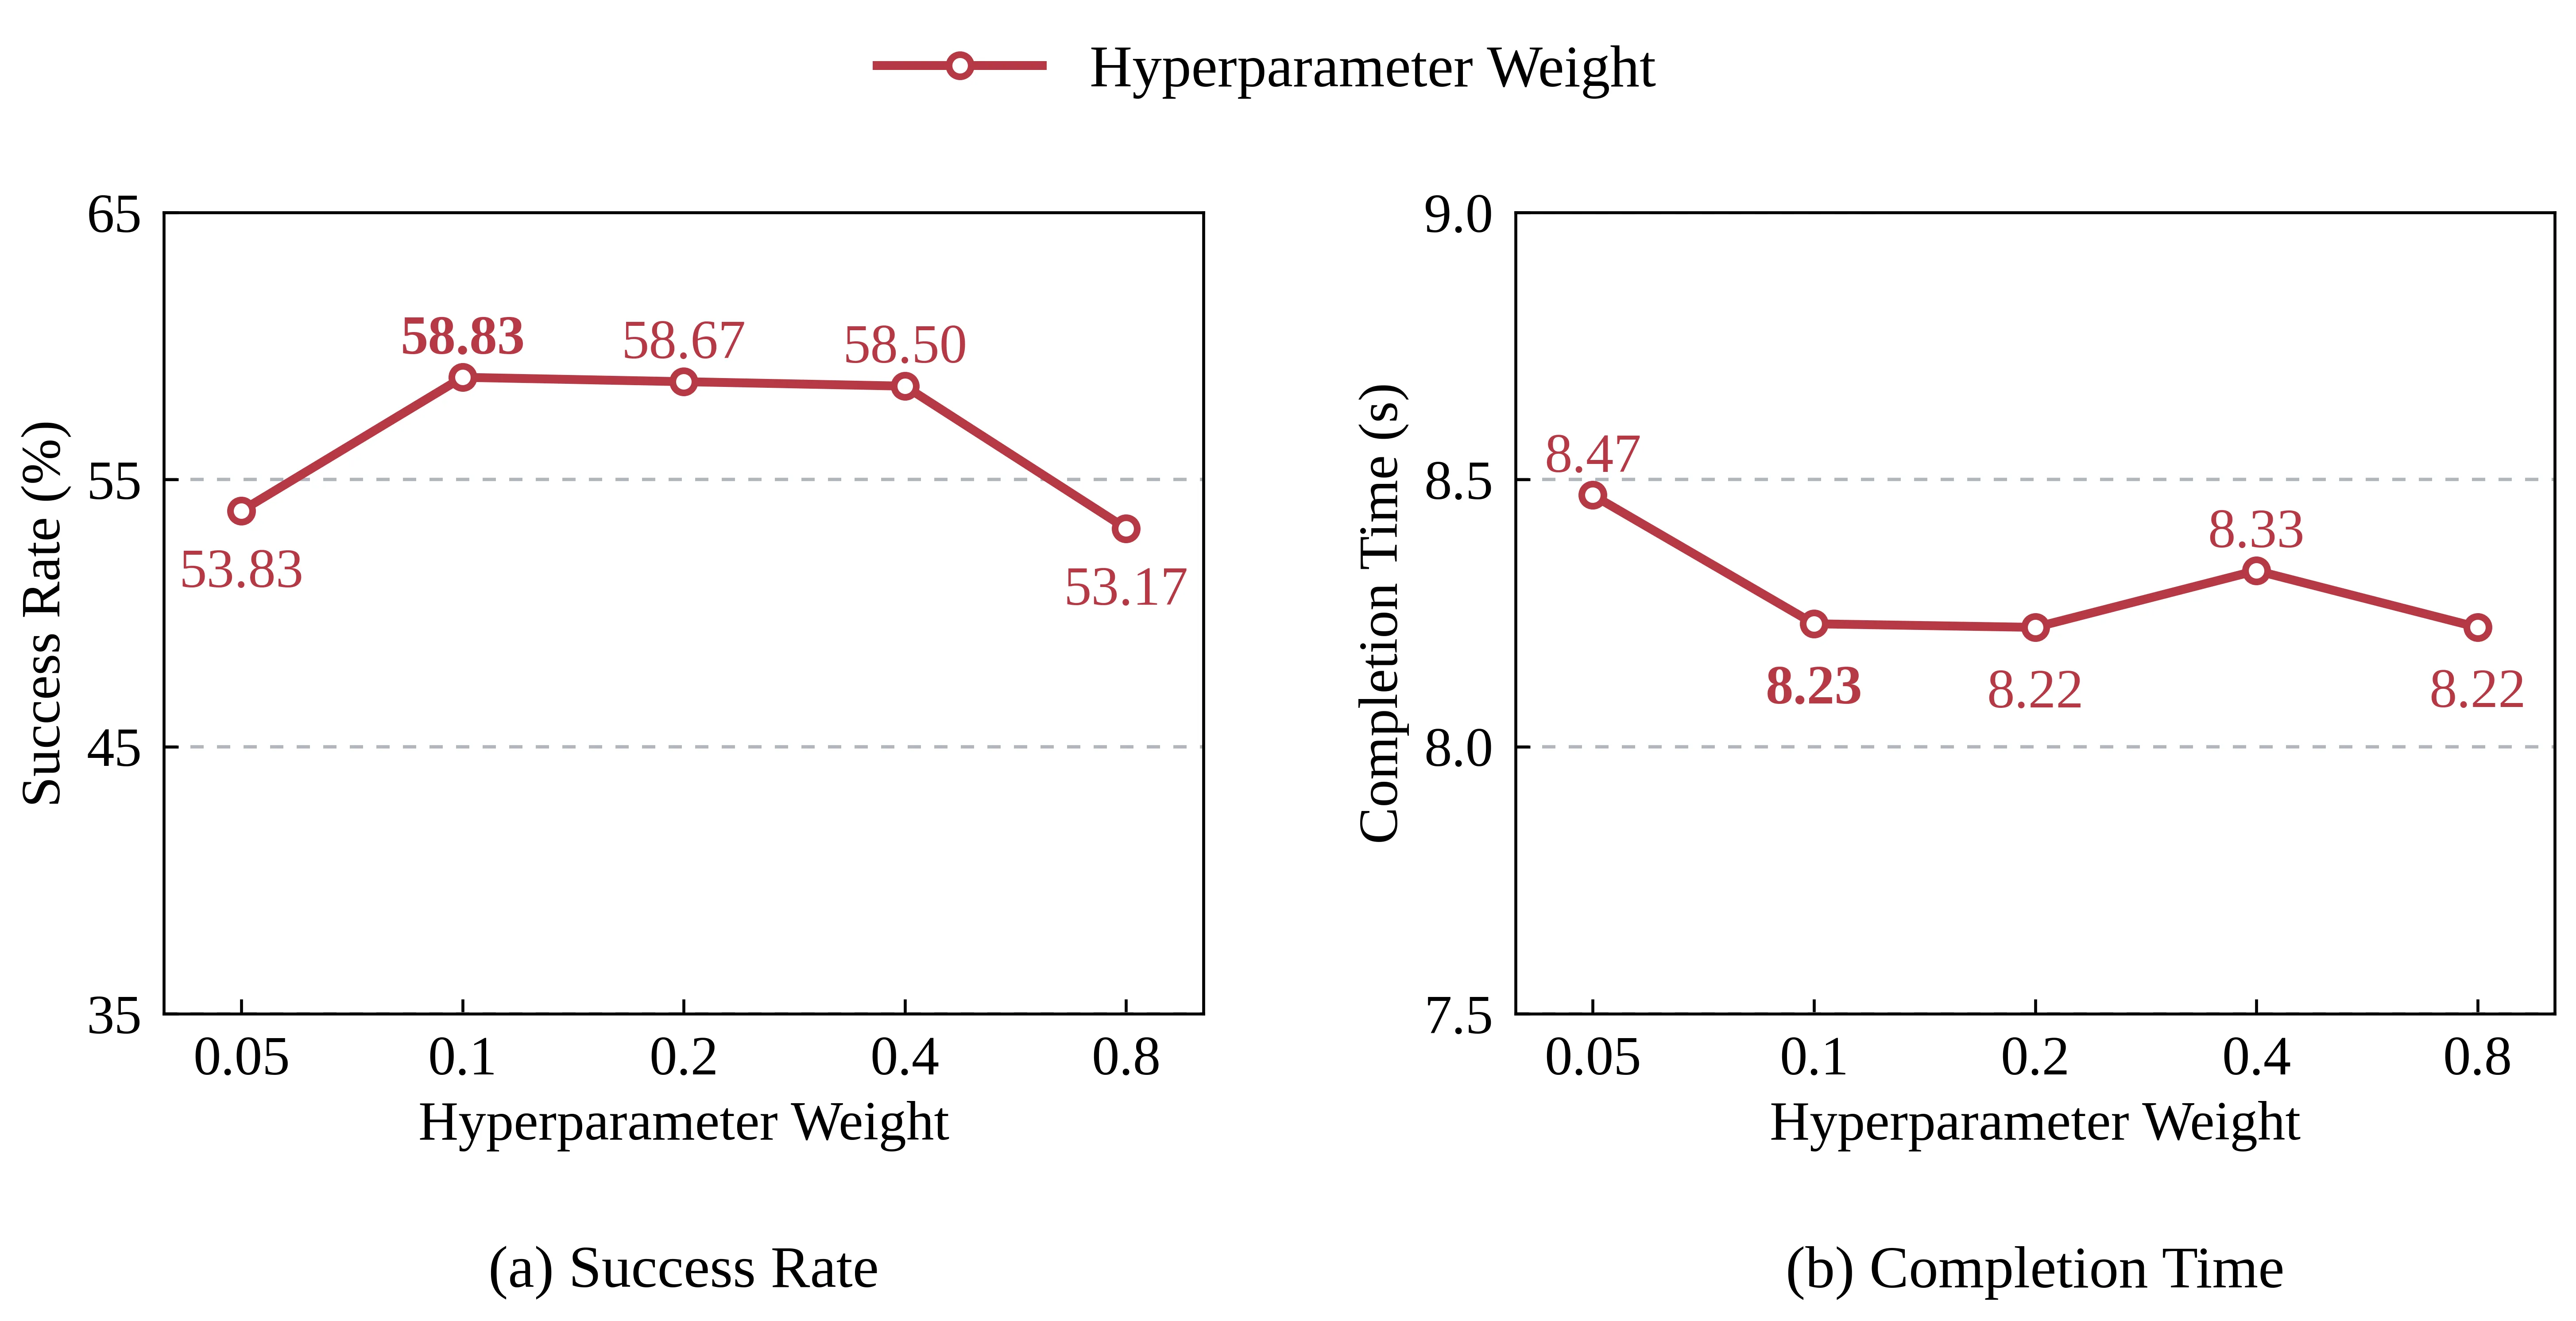 Hyperparameter Weight
Success Rate (%)
65
55
45
35
53.83
58.83
58.67
58.50
53.17
0.05 0.1 0.2 0.4 0.8
Hyperparameter Weight
(a) Success Rate
Completion Time (s)
9.0
8.5
8.0
7.5
8.47
8.23
8.22
8.33
8.22
0.05 0.1 0.2 0.4 0.8
Hyperparameter Weight
(b) Completion Time